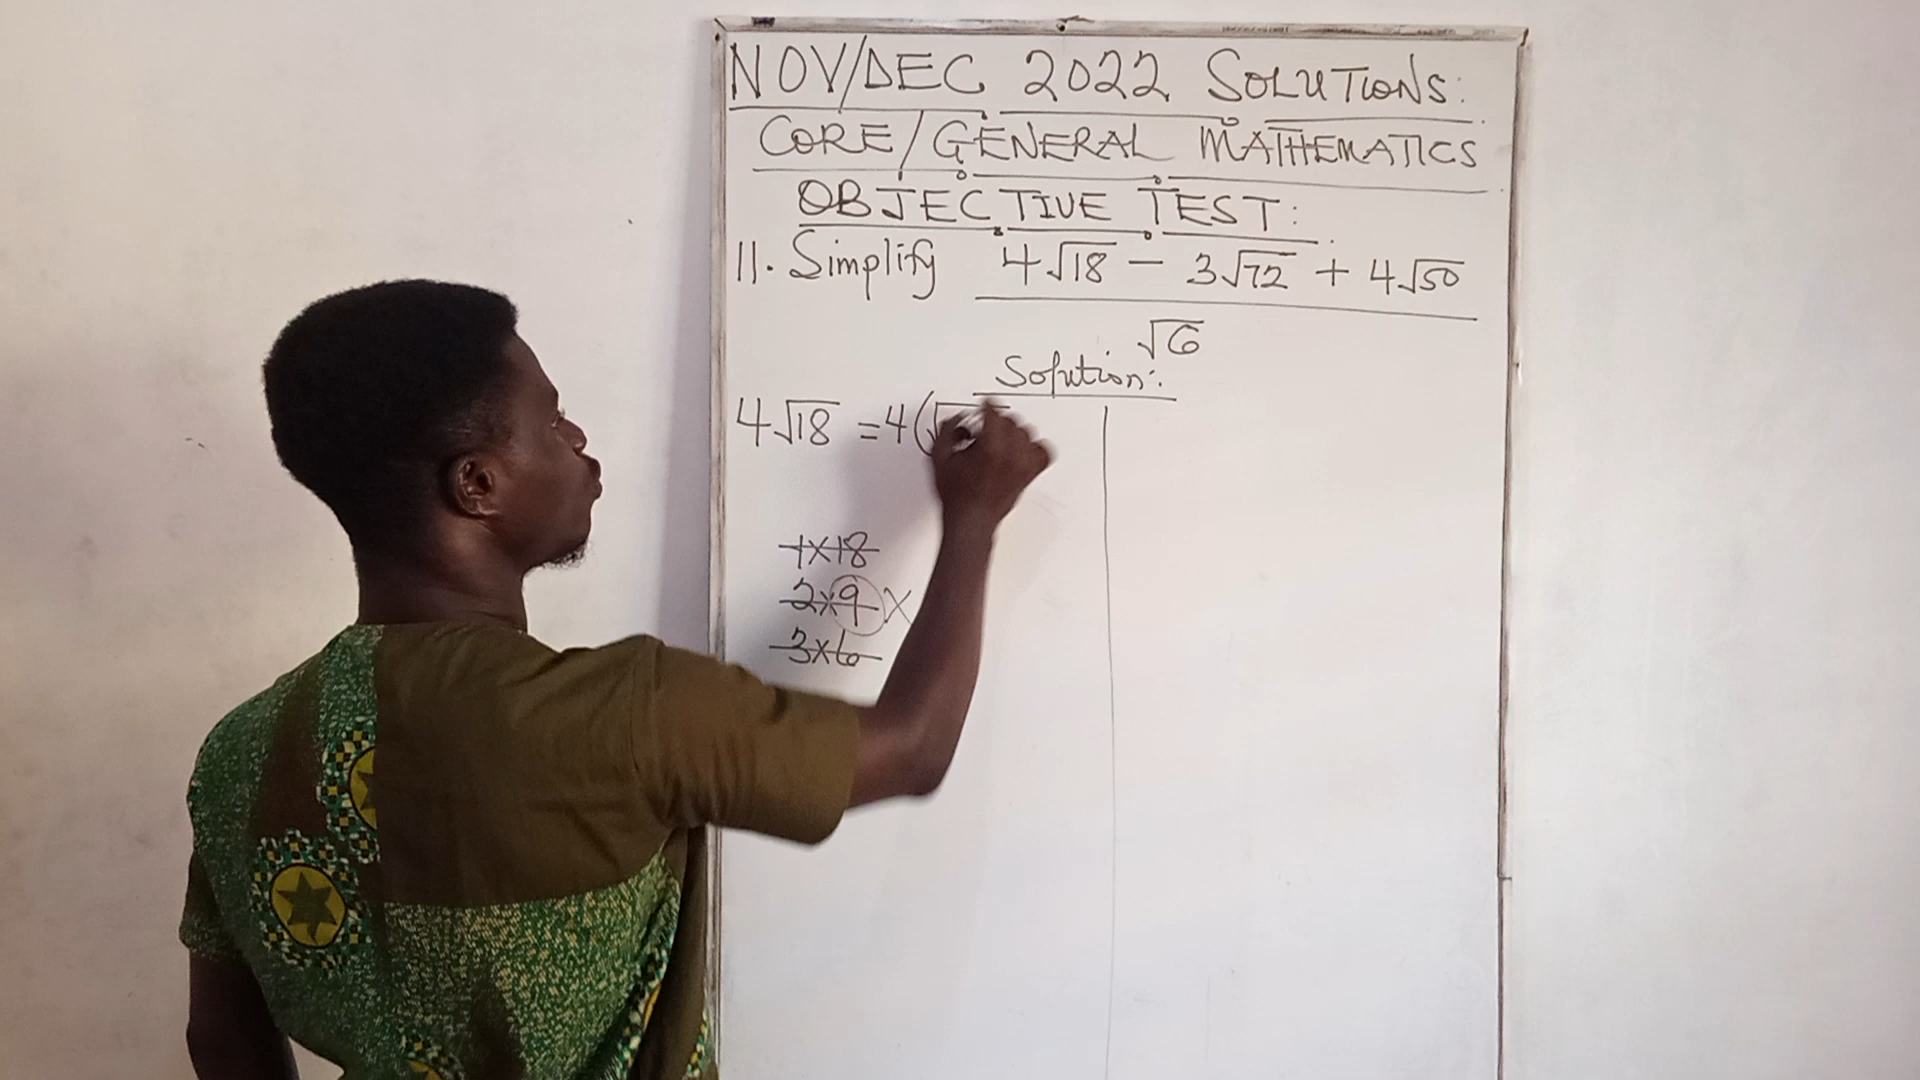 NOV/DEC 2022 SOLUTIONS:
CORE/GENERAL MATHEMATICS
OBJECTIVE TEST:
11. Simplify 4√18 - 3√72 + 4√50
√6
Solution:
4√18 = 4(√
1×18
2×9 ×
3×6